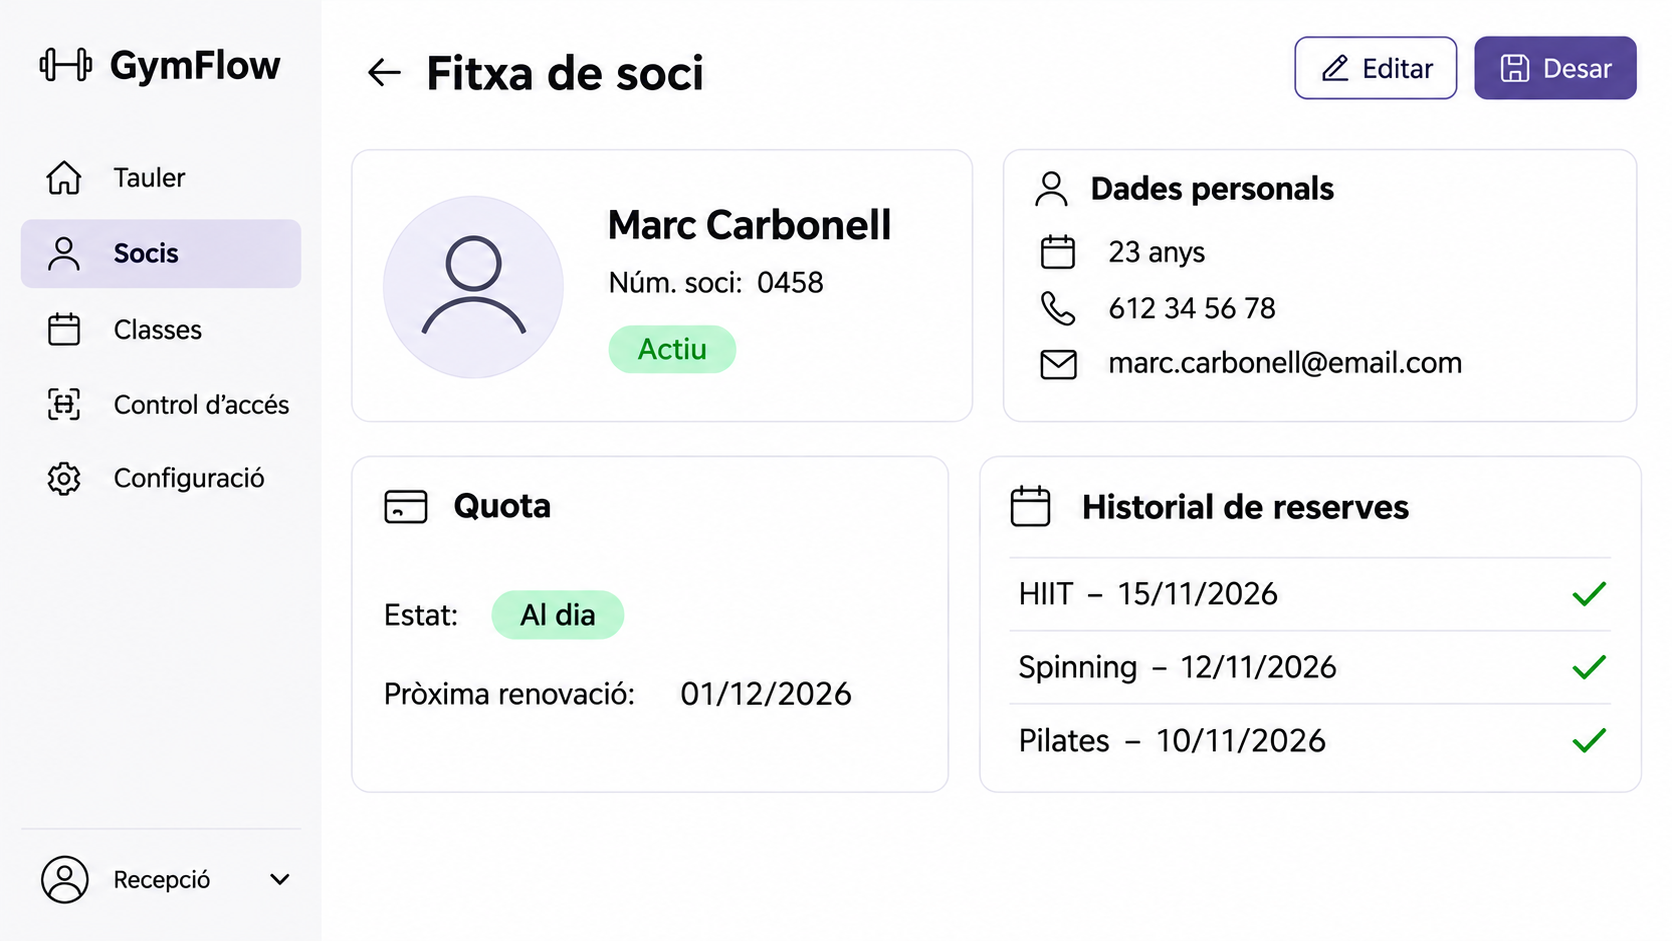 GymFlow
Tauler
Socis
Classes
Control d’accés
Configuració
Recepció
Fitxa de soci
Editar
Desar
Marc Carbonell
Núm. soci: 0458
Actiu
Dades personals
23 anys
612 34 56 78
marc.carbonell@email.com
Quota
Estat: Al dia
Pròxima renovació: 01/12/2026
Historial de reserves
HIIT – 15/11/2026
Spinning – 12/11/2026
Pilates – 10/11/2026